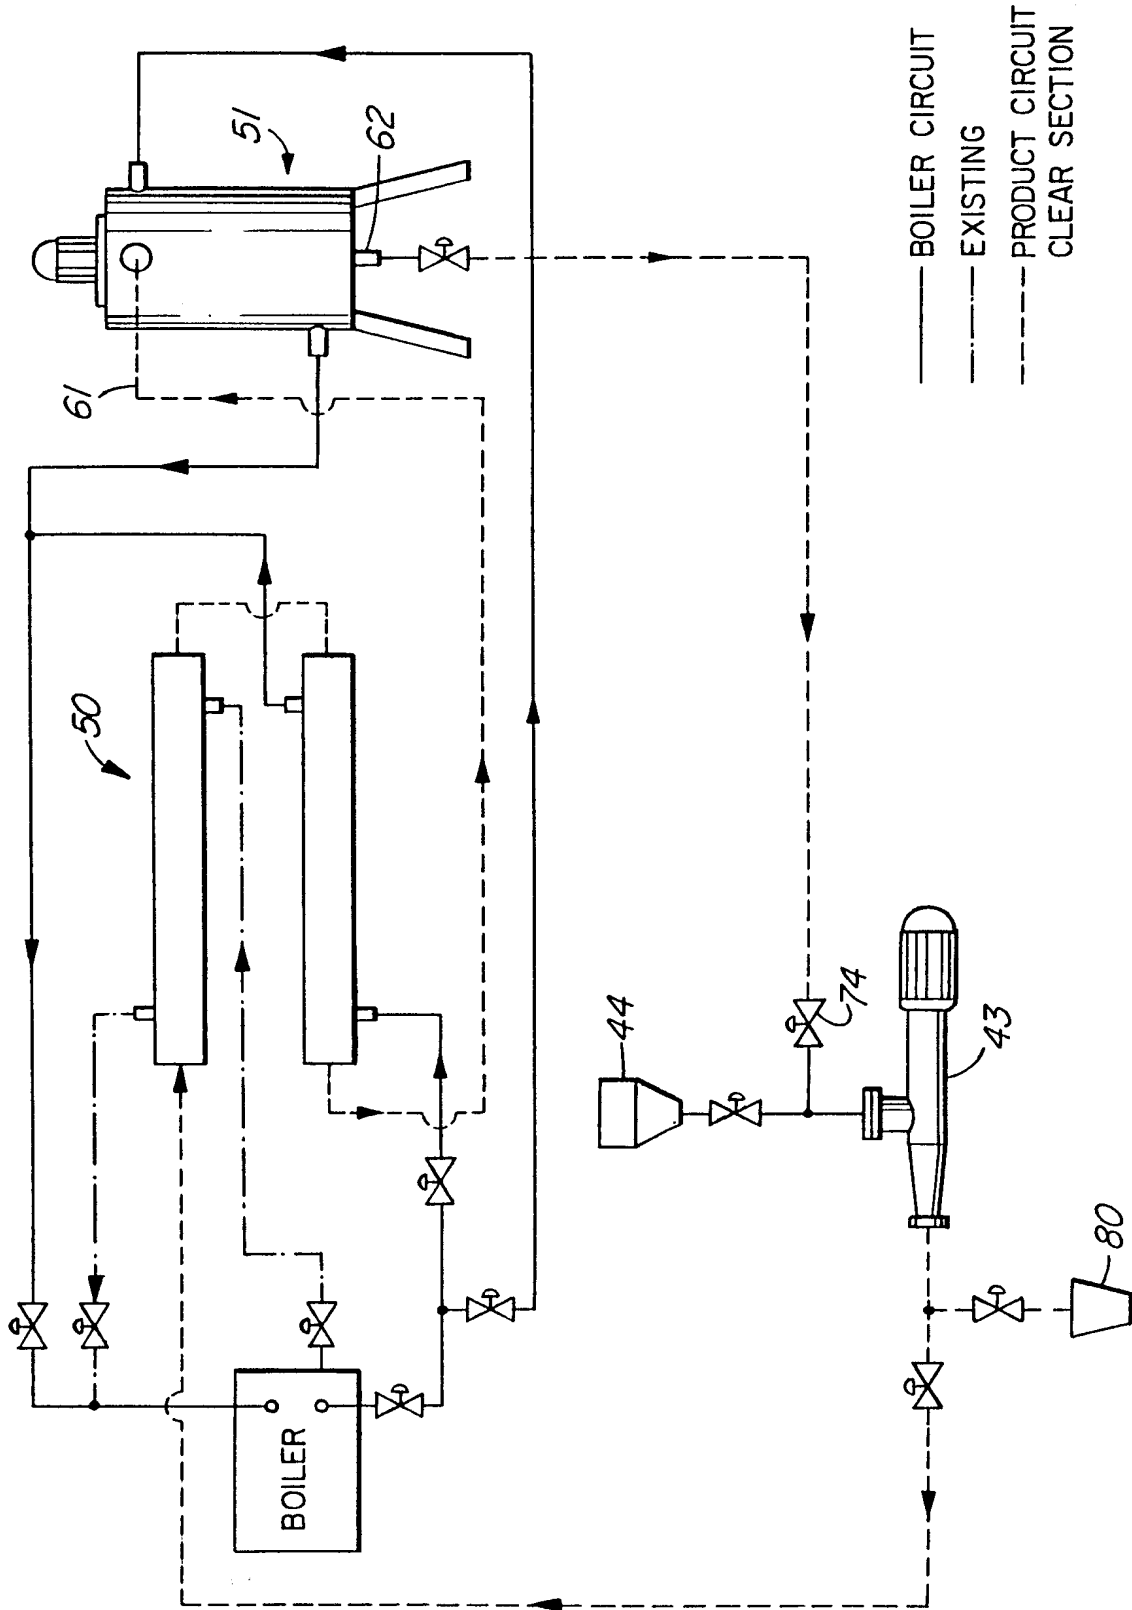 51
62
61
50
BOILER
44
74
43
80
BOILER CIRCUIT
EXISTING
PRODUCT CIRCUIT
CLEAR SECTION